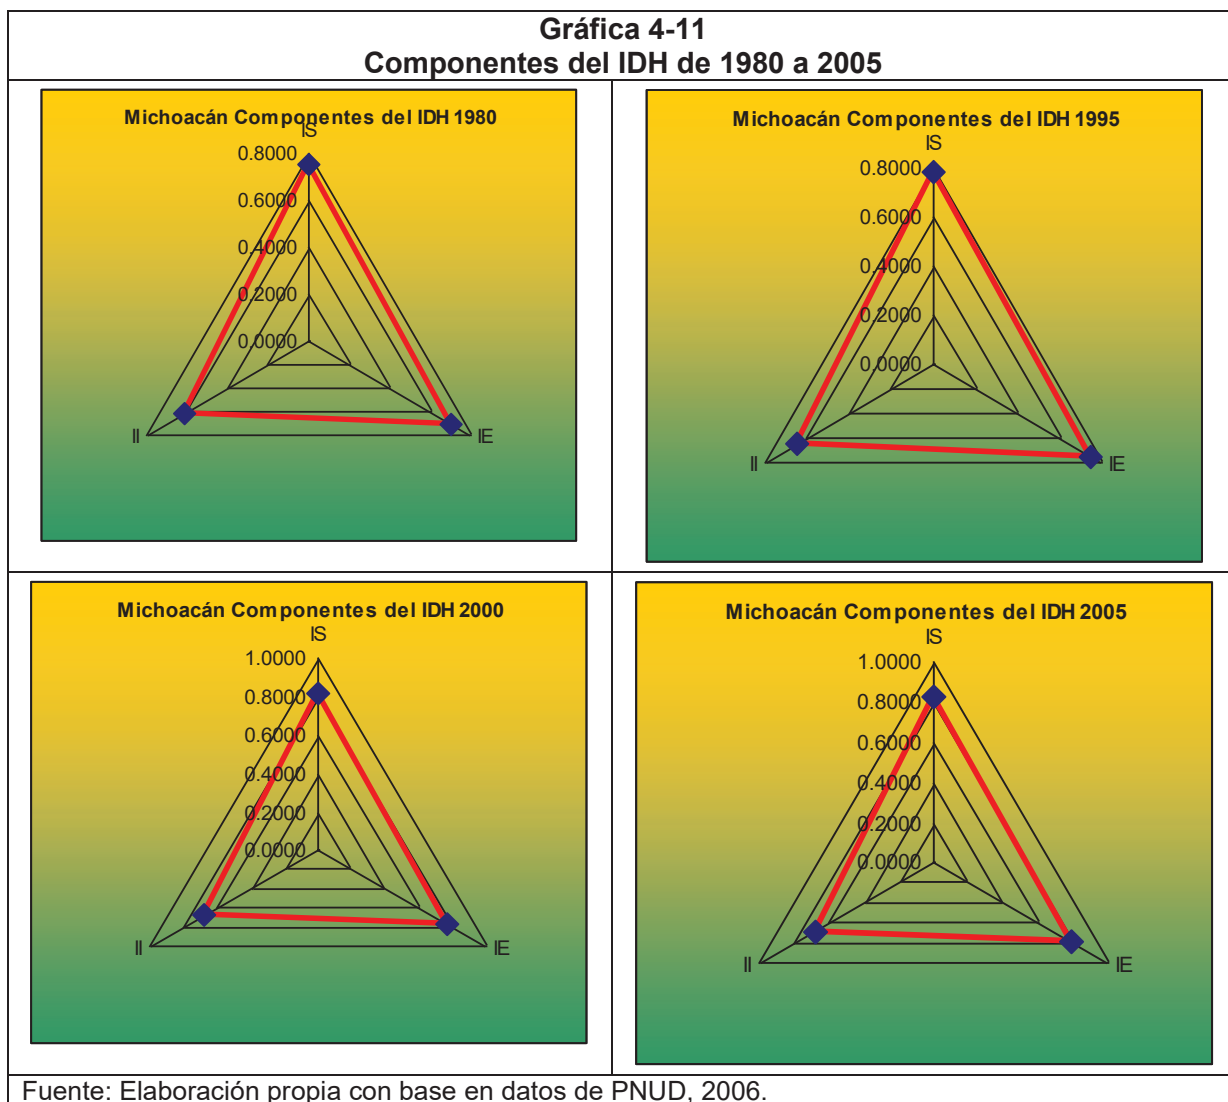 Gráfica 4-11
Componentes del IDH de 1980 a 2005
Michoacán Componentes del IDH 1980
IS
0.8000
0.6000
0.4000
0.2000
0.0000
II
IE
Michoacán Componentes del IDH 1995
IS
0.8000
0.6000
0.4000
0.2000
0.0000
II
IE
Michoacán Componentes del IDH 2000
IS
1.0000
0.8000
0.6000
0.4000
0.2000
0.0000
II
IE
Michoacán Componentes del IDH 2005
IS
1.0000
0.8000
0.6000
0.4000
0.2000
0.0000
II
IE
Fuente: Elaboración propia con base en datos de PNUD, 2006.